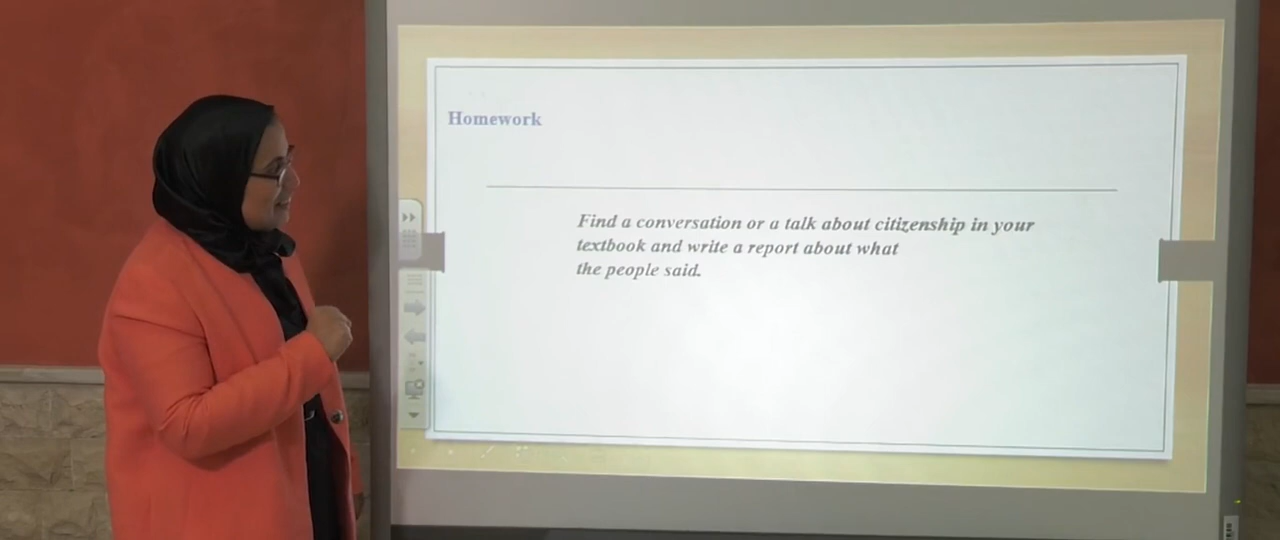 Homework
Find a conversation or a talk about citizenship in your
textbook and write a report about what
the people said.